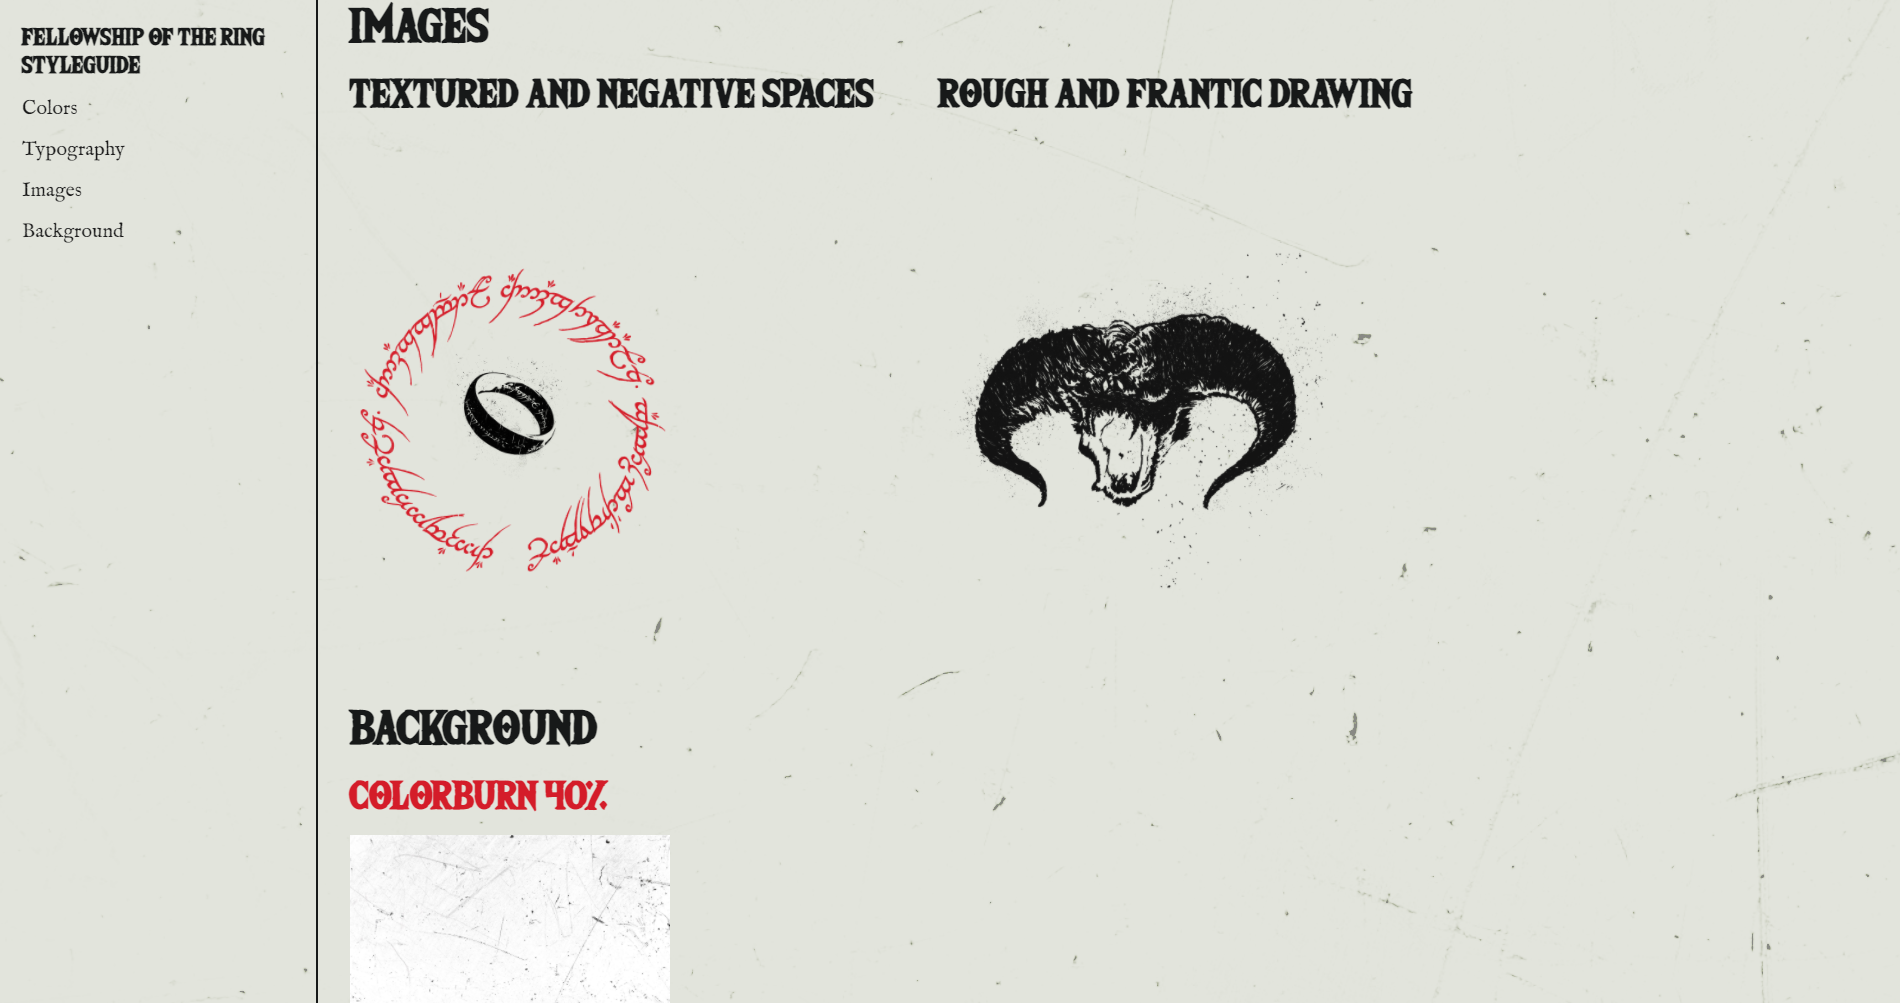 FELLOWSHIP OF THE RING
STYLEGUIDE
Colors
Typography
Images
Background
IMAGES
TEXTURED AND NEGATIVE SPACES
ROUGH AND FRANTIC DRAWING
BACKGROUND
COLORBURN 40%